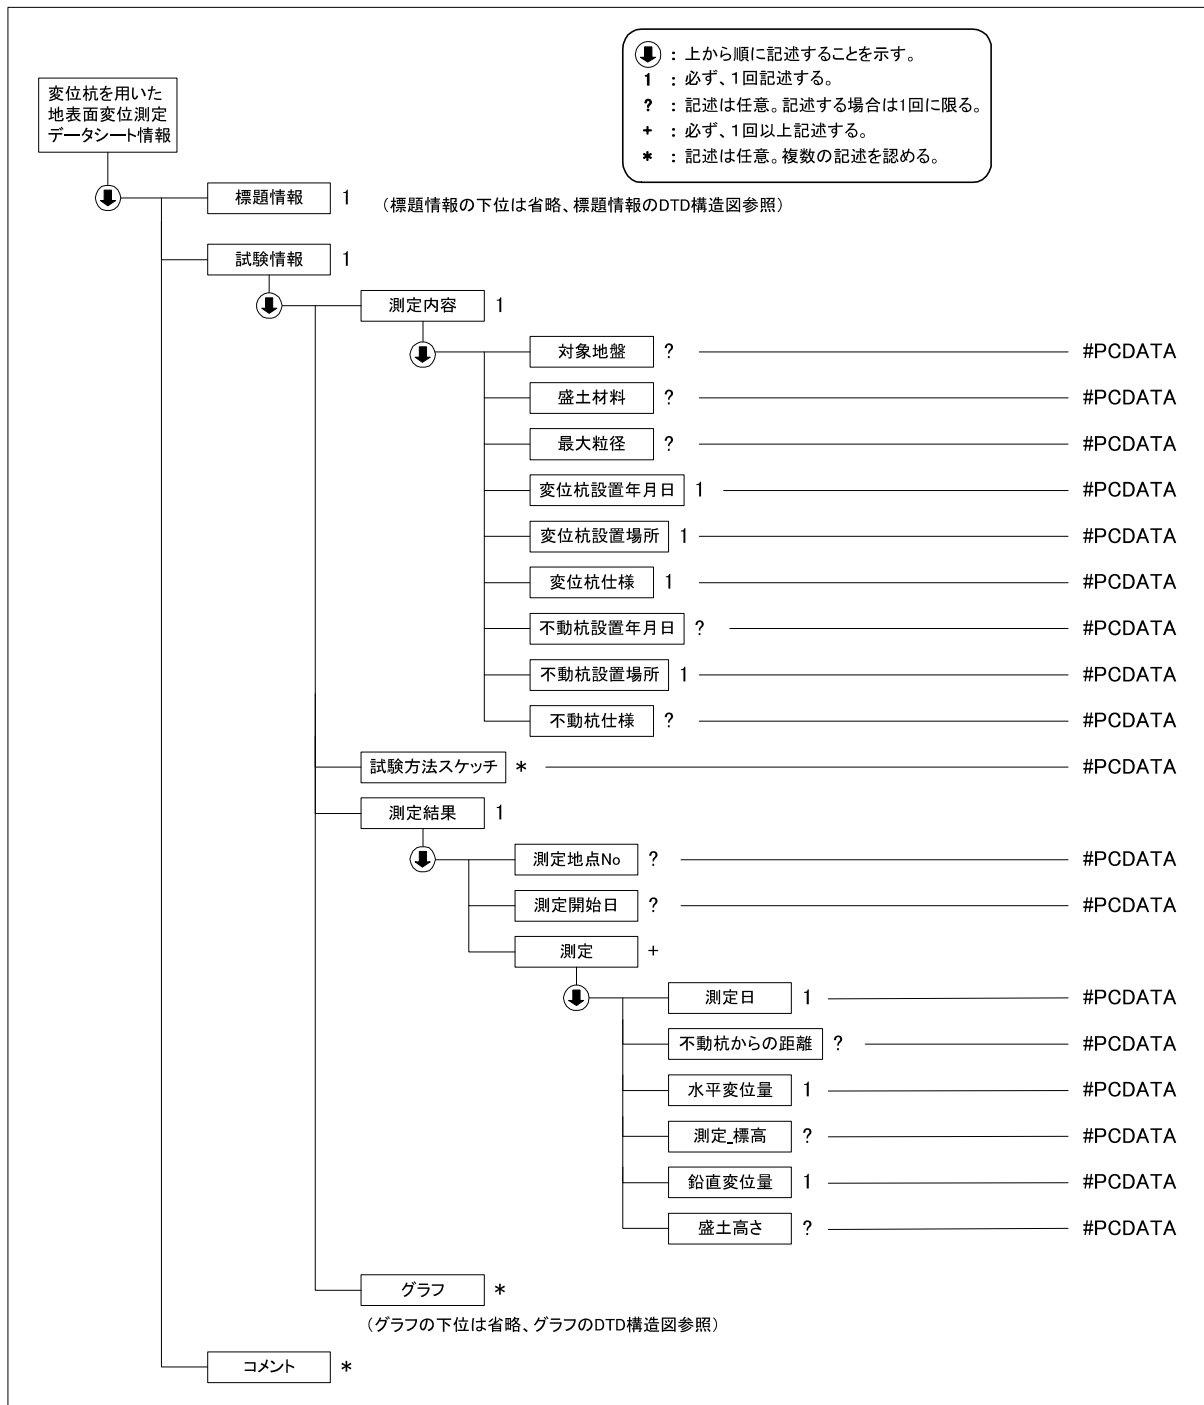 ：上から順に記述することを示す。
1 ：必ず、1回記述する。
? ：記述は任意。記述する場合は1回に限る。
+ ：必ず、1回以上記述する。
* ：記述は任意。複数の記述を認める。
変位杭を用いた
地表面変位測定
データシート情報
標題情報 1 （標題情報の下位は省略、標題情報のDTD構造図参照）
試験情報 1
測定内容 1
対象地盤 ? #PCDATA
盛土材料 ? #PCDATA
最大粒径 ? #PCDATA
変位杭設置年月日 1 #PCDATA
変位杭設置場所 1 #PCDATA
変位杭仕様 1 #PCDATA
不動杭設置年月日 ? #PCDATA
不動杭設置場所 1 #PCDATA
不動杭仕様 ? #PCDATA
試験方法スケッチ * #PCDATA
測定結果 1
測定地点No ? #PCDATA
測定開始日 ? #PCDATA
測定 +
測定日 1 #PCDATA
不動杭からの距離 ? #PCDATA
水平変位量 1 #PCDATA
測定_標高 ? #PCDATA
鉛直変位量 1 #PCDATA
盛土高さ ? #PCDATA
グラフ *
（グラフの下位は省略、グラフのDTD構造図参照）
コメント *